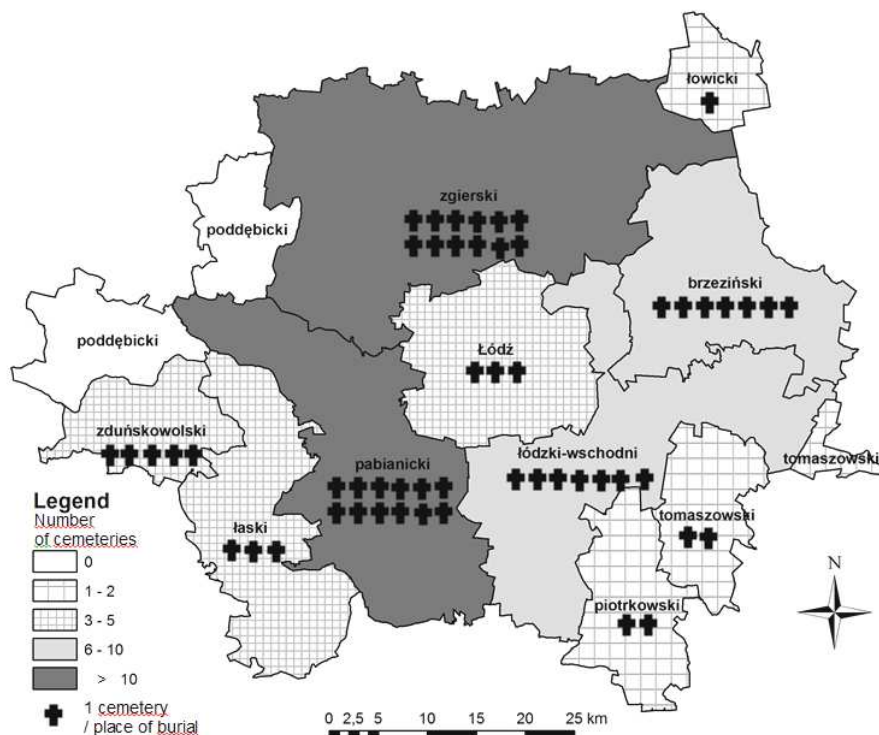 łowicki
zgierski
poddębicki
brzeziński
poddębicki
Łódź
zduńskowolski
łódzki-wschodni
pabianicki
tomaszowski
tomaszowski
łaski
piotrkowski
N
Legend
Number
of cemeteries
0
1 - 2
3 - 5
6 - 10
> 10
1 cemetery
/ place of burial
0 2,5 5 10 15 20 25 km